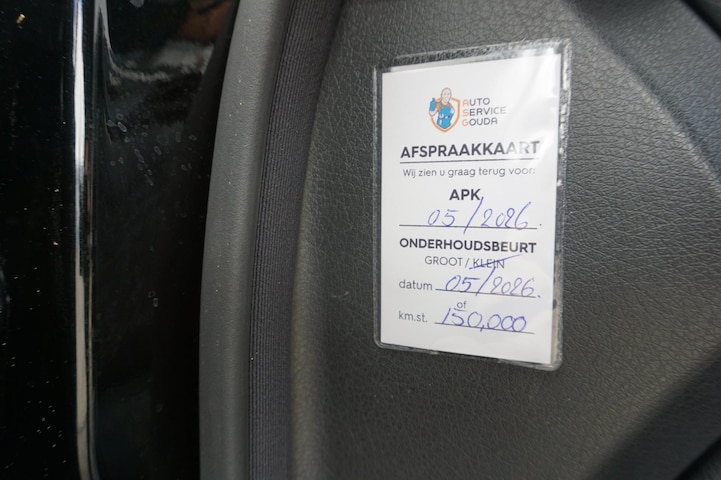 AUTO
SERVICE
GOUDA
AFSPRAAKKAART
Wij zien u graag terug voor:
APK
05/2026.
ONDERHOUDSBEURT
GROOT / KLEIN
datum 05/2026.
of
km.st. 150,000